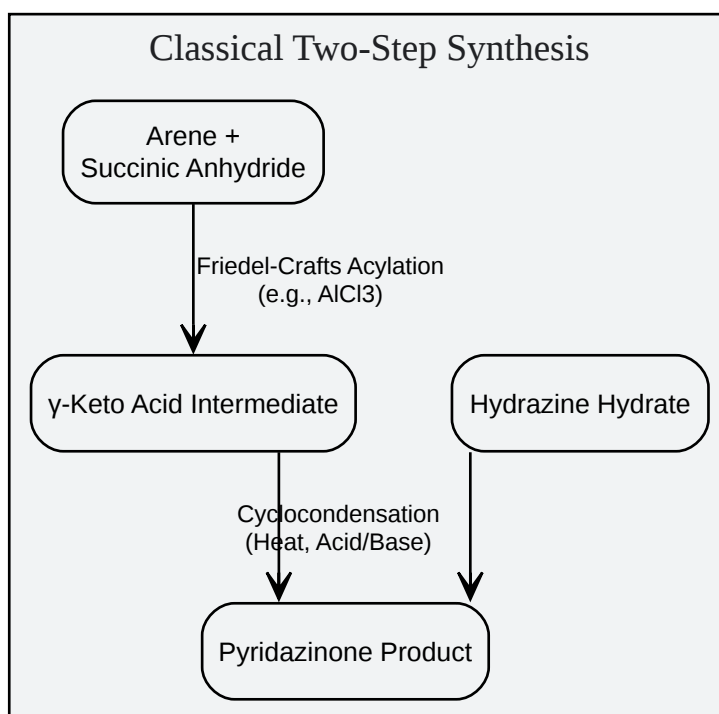 Classical Two-Step Synthesis
Arene +
Succinic Anhydride
Friedel-Crafts Acylation
(e.g., AlCl3)
γ-Keto Acid Intermediate
Hydrazine Hydrate
Cyclocondensation
(Heat, Acid/Base)
Pyridazinone Product